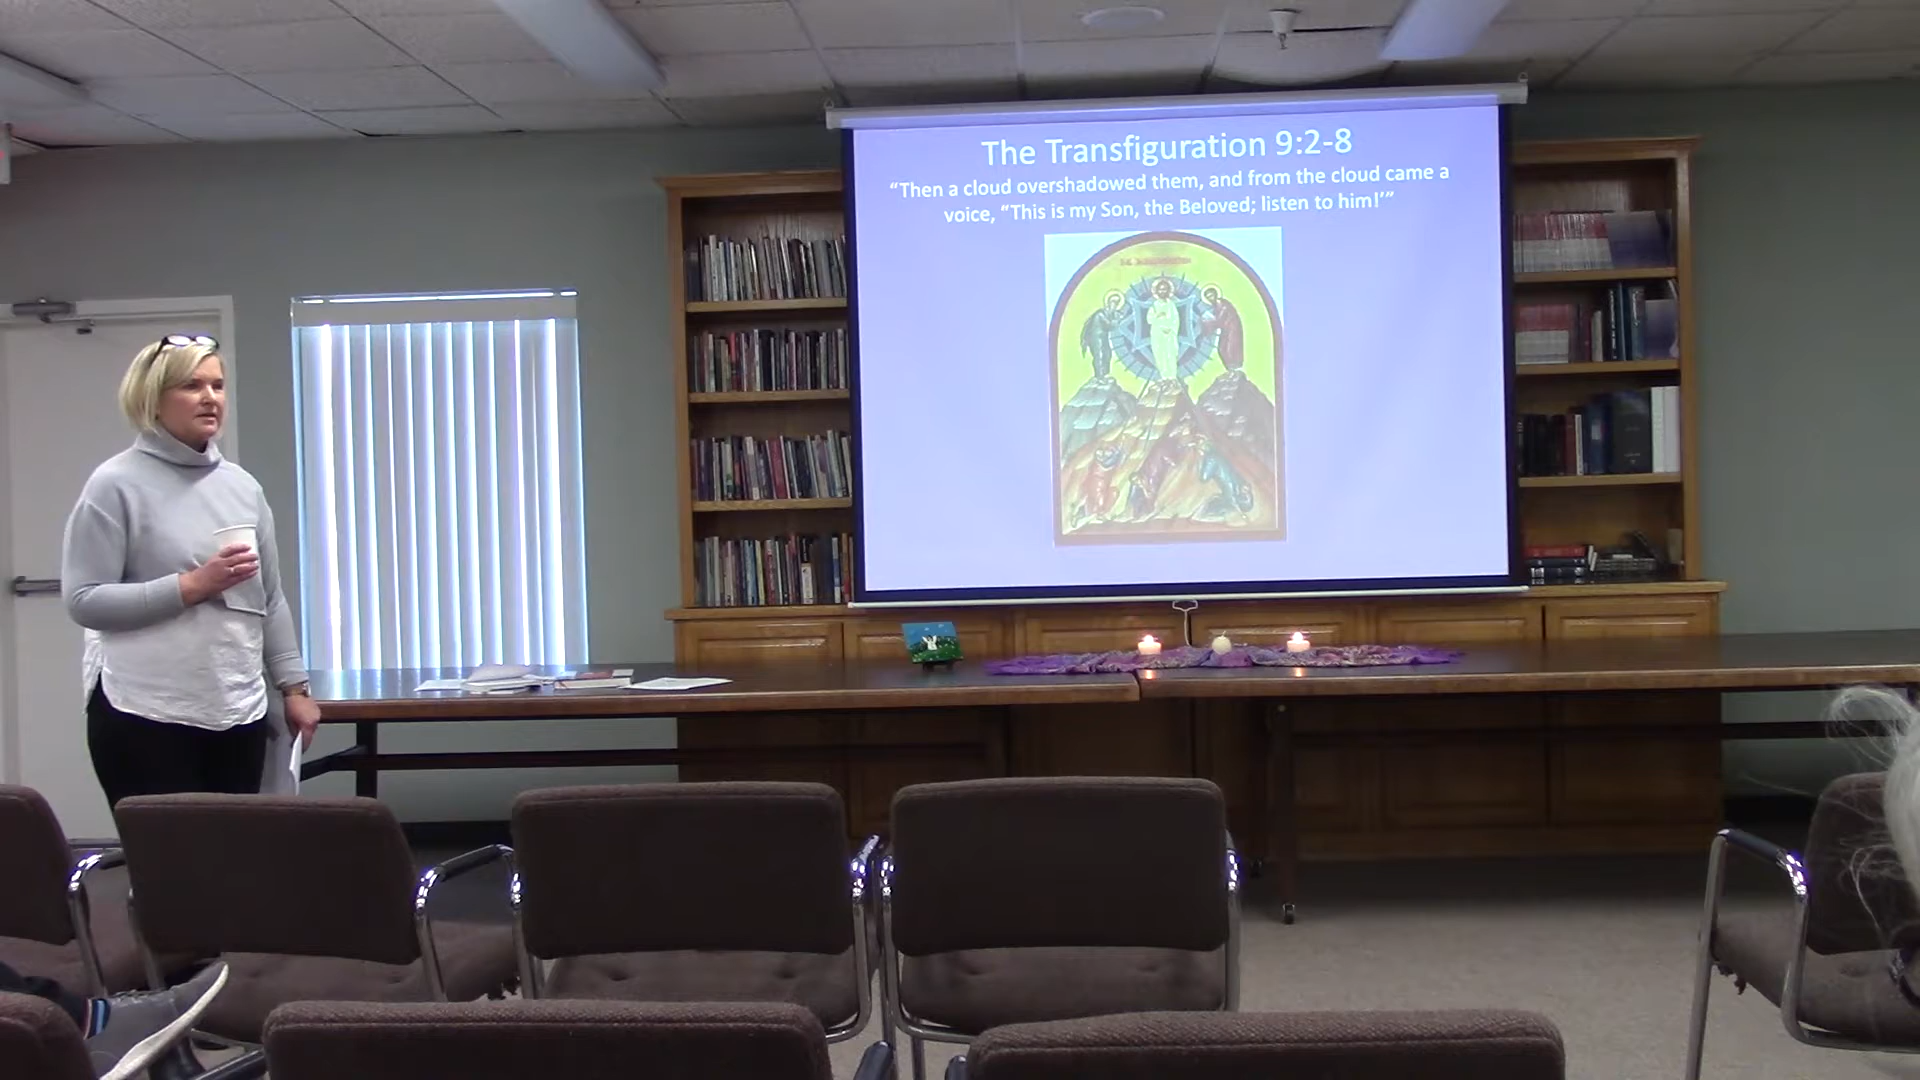 The Transfiguration 9:2-8
“Then a cloud overshadowed them, and from the cloud came a
voice, “This is my Son, the Beloved; listen to him!’”